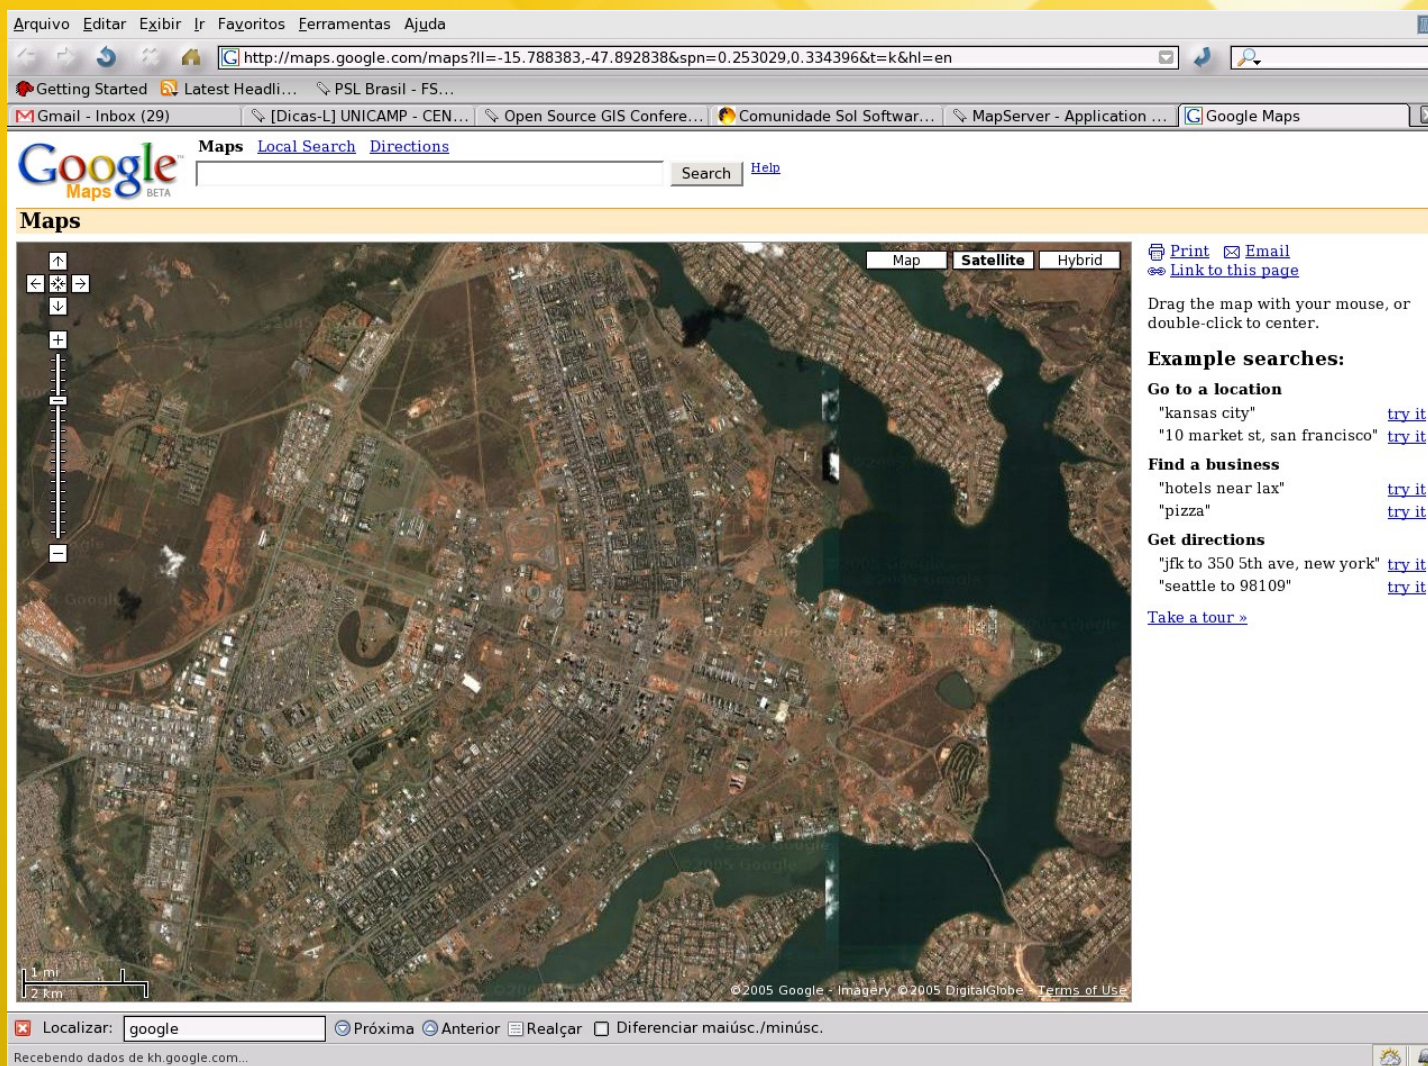 Arquivo Editar Exibir Ir Favoritos Ferramentas Ajuda
http://maps.google.com/maps?ll=-15.788383,-47.892838&spn=0.253029,0.334396&t=k&hl=en
Getting Started Latest Headli... PSL Brasil - FS...
Gmail - Inbox (29) [Dicas-L] UNICAMP - CEN... Open Source GIS Confere... Comunidade Sol Softwar... MapServer - Application ... Google Maps
Google Maps BETA
Maps Local Search Directions
Search Help
Maps
Map Satellite Hybrid
Print Email
Link to this page
Drag the map with your mouse, or
double-click to center.
Example searches:
Go to a location
"kansas city" try it
"10 market st, san francisco" try it
Find a business
"hotels near lax" try it
"pizza" try it
Get directions
"jfk to 350 5th ave, new york" try it
"seattle to 98109" try it
Take a tour »
1 mi
2 km
©2005 Google - Imagery ©2005 DigitalGlobe - Terms of Use
Localizar: google Próxima Anterior Realçar Diferenciar maiúsc./minúsc.
Recebendo dados de kh.google.com...